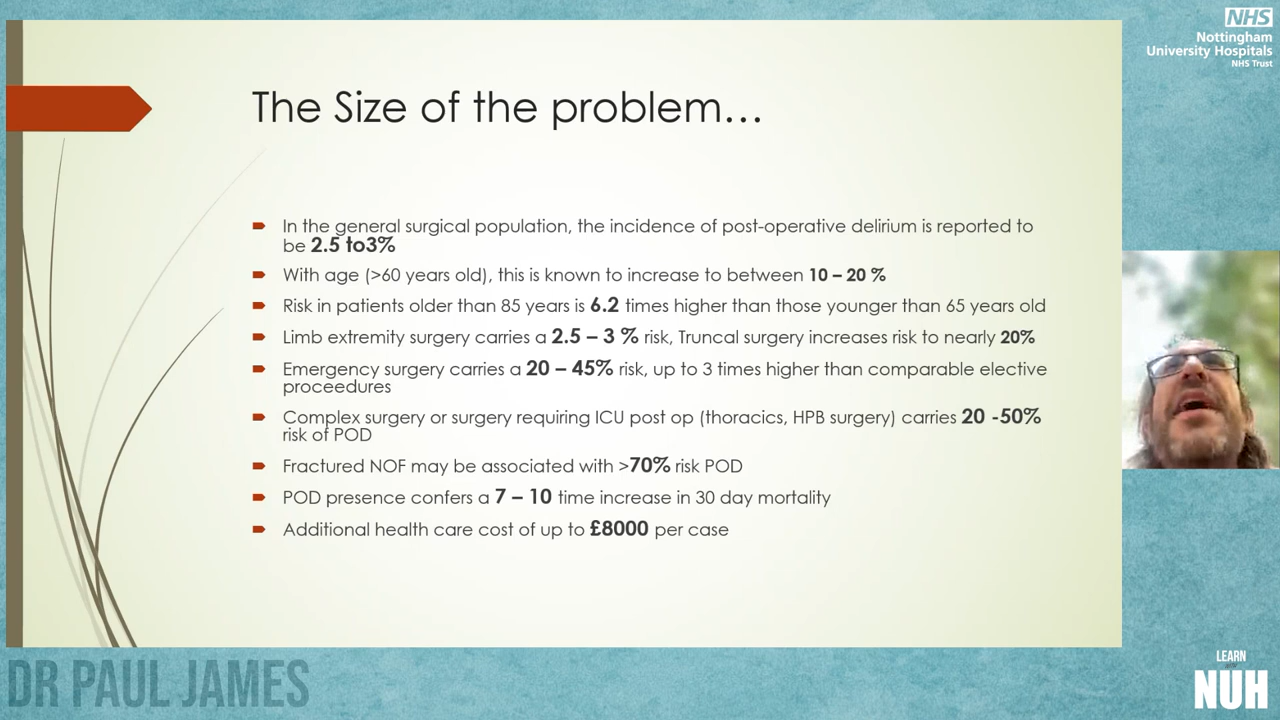 NHS
Nottingham
University Hospitals
NHS Trust
The Size of the problem...
In the general surgical population, the incidence of post-operative delirium is reported to
be 2.5 to3%
With age (>60 years old), this is known to increase to between 10 – 20 %
Risk in patients older than 85 years is 6.2 times higher than those younger than 65 years old
Limb extremity surgery carries a 2.5 – 3 % risk, Truncal surgery increases risk to nearly 20%
Emergency surgery carries a 20 – 45% risk, up to 3 times higher than comparable elective
proceedures
Complex surgery or surgery requiring ICU post op (thoracics, HPB surgery) carries 20 -50%
risk of POD
Fractured NOF may be associated with >70% risk POD
POD presence confers a 7 – 10 time increase in 30 day mortality
Additional health care cost of up to £8000 per case
DR PAUL JAMES
LEARN
NUH